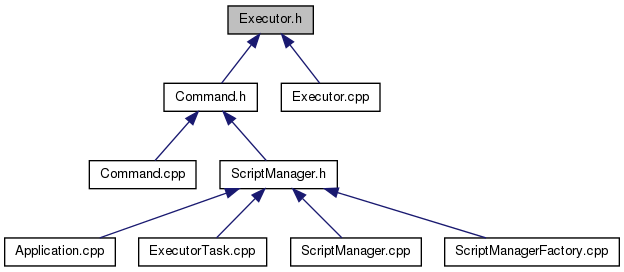 Executor.h
Command.h
Executor.cpp
Command.cpp
ScriptManager.h
Application.cpp
ExecutorTask.cpp
ScriptManager.cpp
ScriptManagerFactory.cpp